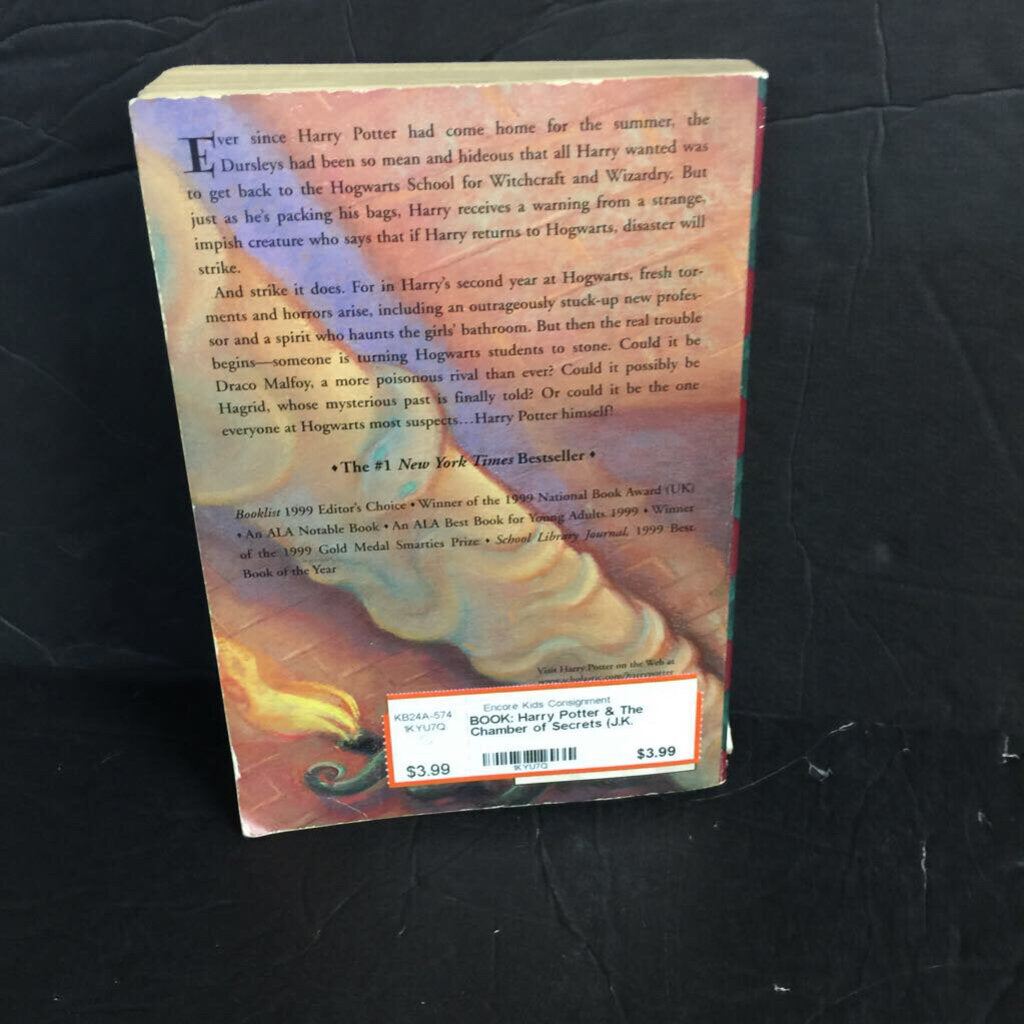 Ever since Harry Potter had come home for the summer, the
Dursleys had been so mean and hideous that all Harry wanted was
to get back to the Hogwarts School for Witchcraft and Wizardry. But
just as he's packing his bags, Harry receives a warning from a strange,
impish creature who says that if Harry returns to Hogwarts, disaster will
strike.
And strike it does. For in Harry's second year at Hogwarts, fresh tor-
ments and horrors arise, including an outrageously stuck-up new profes-
sor and a spirit who haunts the girls' bathroom. But then the real trouble
begins—someone is turning Hogwarts students to stone. Could it be
Draco Malfoy, a more poisonous rival than ever? Could it possibly be
Hagrid, whose mysterious past is finally told? Or could it be the one
everyone at Hogwarts most suspects...Harry Potter himself!
♦ The #1 New York Times Bestseller ♦
Booklist 1999 Editor's Choice • Winner of the 1999 National Book Award (UK)
• An ALA Notable Book • An ALA Best Book for Young Adults 1999 • Winner
of the 1999 Gold Medal Smarties Prize • School Library Journal, 1999 Best
Book of the Year
Visit Harry Potter on the Web at
www.scholastic.com/harrypotter
KB24A-574
1KYU7Q
$3.99
Encore Kids Consignment
BOOK: Harry Potter & The
Chamber of Secrets (J.K.
1KYU7Q
$3.99